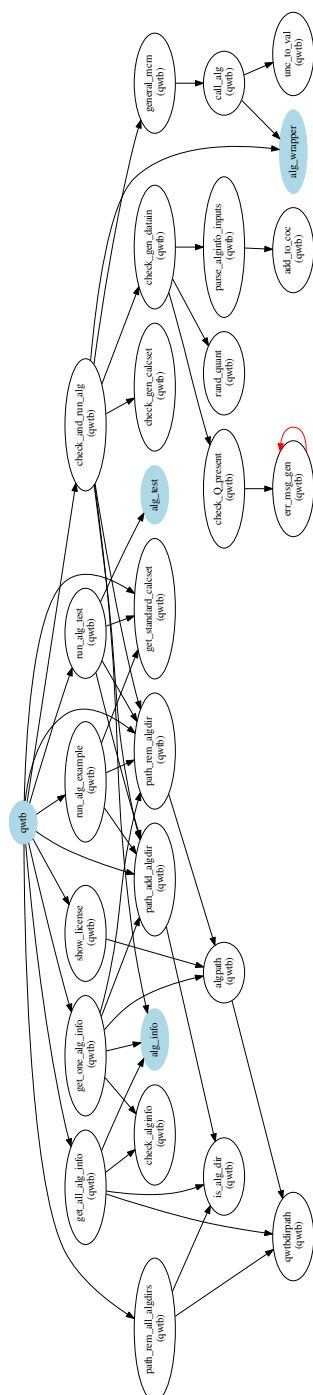 qwtb
path_rem_all_algdirs
(qwtb)
get_all_alg_info
(qwtb)
get_one_alg_info
(qwtb)
show_license
(qwtb)
run_alg_example
(qwtb)
run_alg_test
(qwtb)
check_and_run_alg
(qwtb)
check_alginfo
(qwtb)
alg_info
path_add_algdir
(qwtb)
path_rem_algdir
(qwtb)
get_standard_calcset
(qwtb)
alg_test
check_gen_calcset
(qwtb)
check_gen_datain
(qwtb)
general_mcm
(qwtb)
is_alg_dir
(qwtb)
algpath
(qwtb)
check_Q_present
(qwtb)
rand_quant
(qwtb)
parse_alginfo_inputs
(qwtb)
call_alg
(qwtb)
qwtbdirpath
(qwtb)
err_msg_gen
(qwtb)
add_to_coc
(qwtb)
alg_wrapper
unc_to_val
(qwtb)